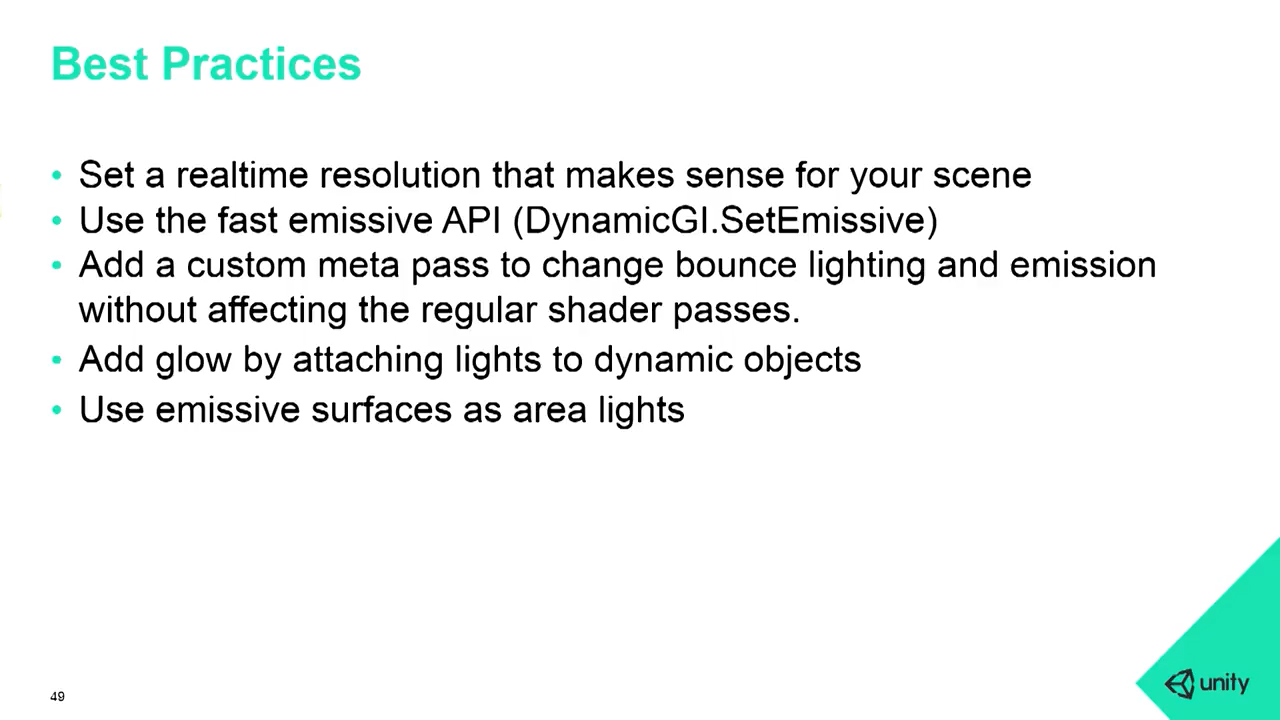 Best Practices
• Set a realtime resolution that makes sense for your scene
• Use the fast emissive API (DynamicGI.SetEmissive)
• Add a custom meta pass to change bounce lighting and emission
without affecting the regular shader passes.
• Add glow by attaching lights to dynamic objects
• Use emissive surfaces as area lights
49
unity